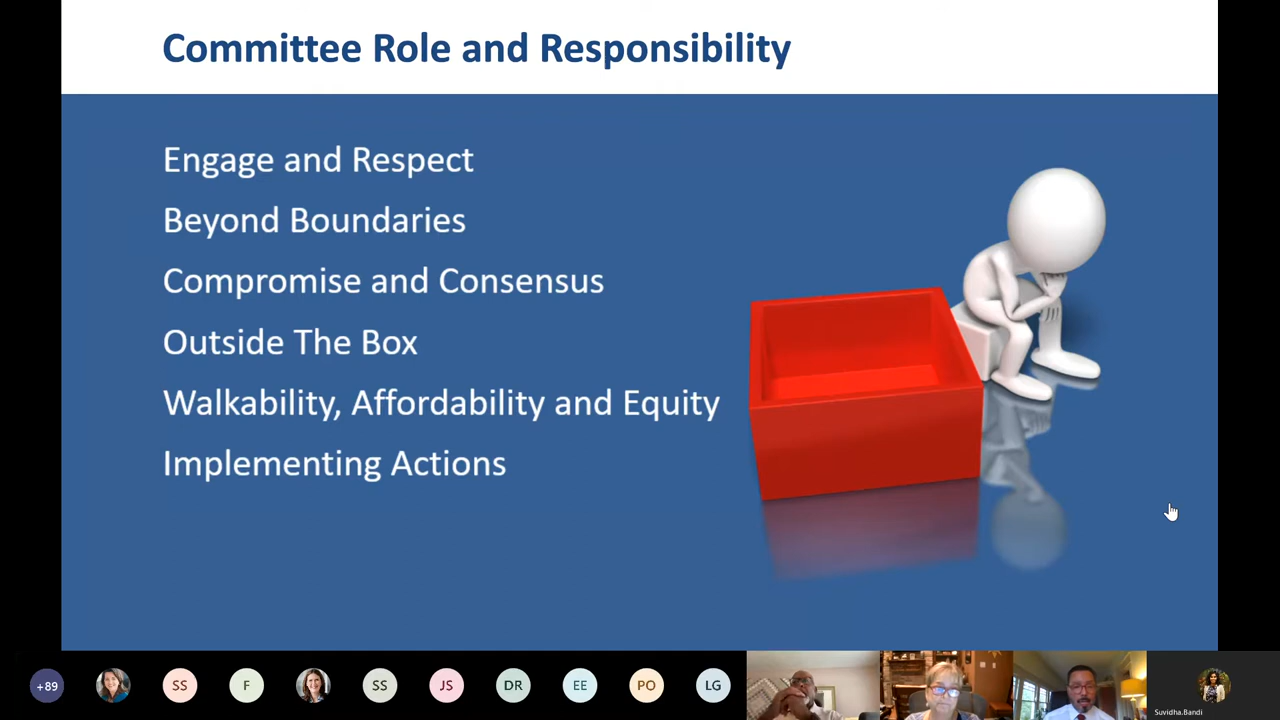 Committee Role and Responsibility
Engage and Respect
Beyond Boundaries
Compromise and Consensus
Outside The Box
Walkability, Affordability and Equity
Implementing Actions
+89
SS
F
SS
JS
DR
EE
PO
LG
Suvidha.Bandi